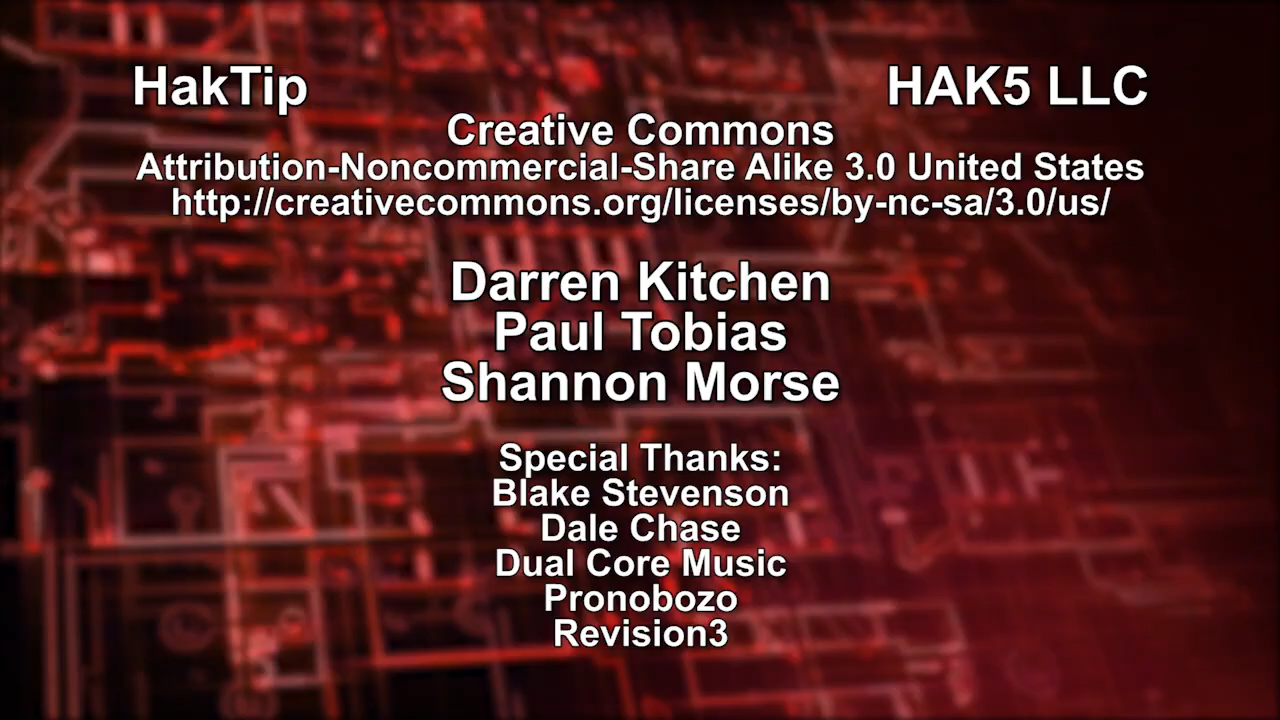 HakTip HAK5 LLC
Creative Commons
Attribution-Noncommercial-Share Alike 3.0 United States
http://creativecommons.org/licenses/by-nc-sa/3.0/us/
Darren Kitchen
Paul Tobias
Shannon Morse
Special Thanks:
Blake Stevenson
Dale Chase
Dual Core Music
Pronobozo
Revision3